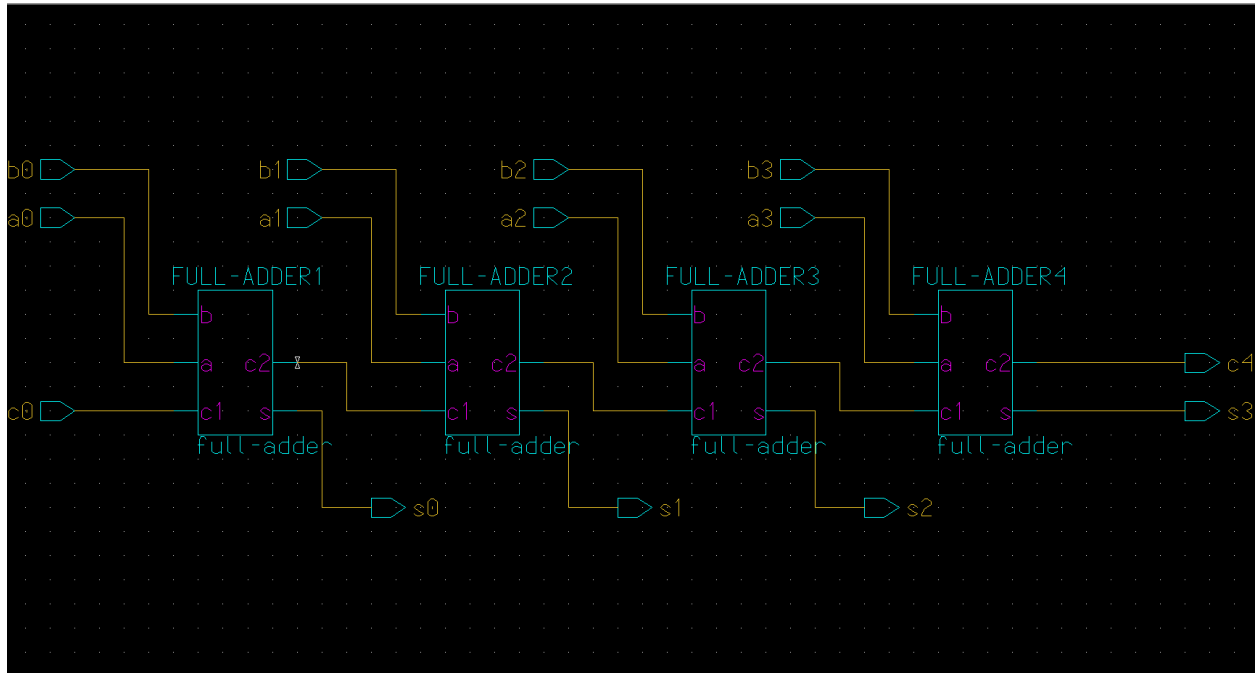 b0 b1 b2 b3
a0 a1 a2 a3
FULL-ADDER1 FULL-ADDER2 FULL-ADDER3 FULL-ADDER4
b b b b
a c2 a c2 a c2 a c2 c4
c0 c1 s c1 s c1 s c1 s s3
full-adder full-adder full-adder full-adder
s0 s1 s2